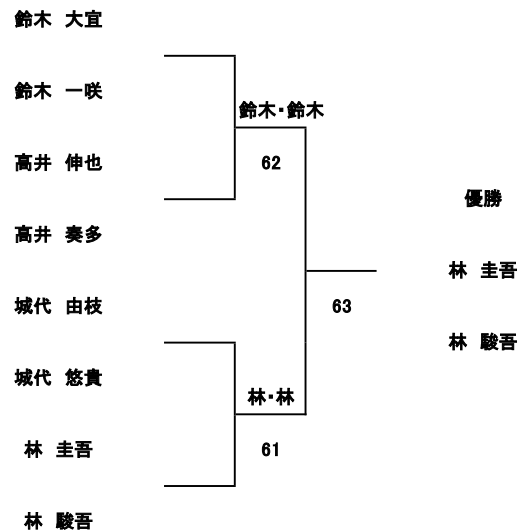 鈴木 大宜
鈴木 一咲
鈴木・鈴木
高井 伸也
62
優勝
高井 奏多
林 圭吾
城代 由枝
63
林 駿吾
城代 悠貴
林・林
林 圭吾
61
林 駿吾